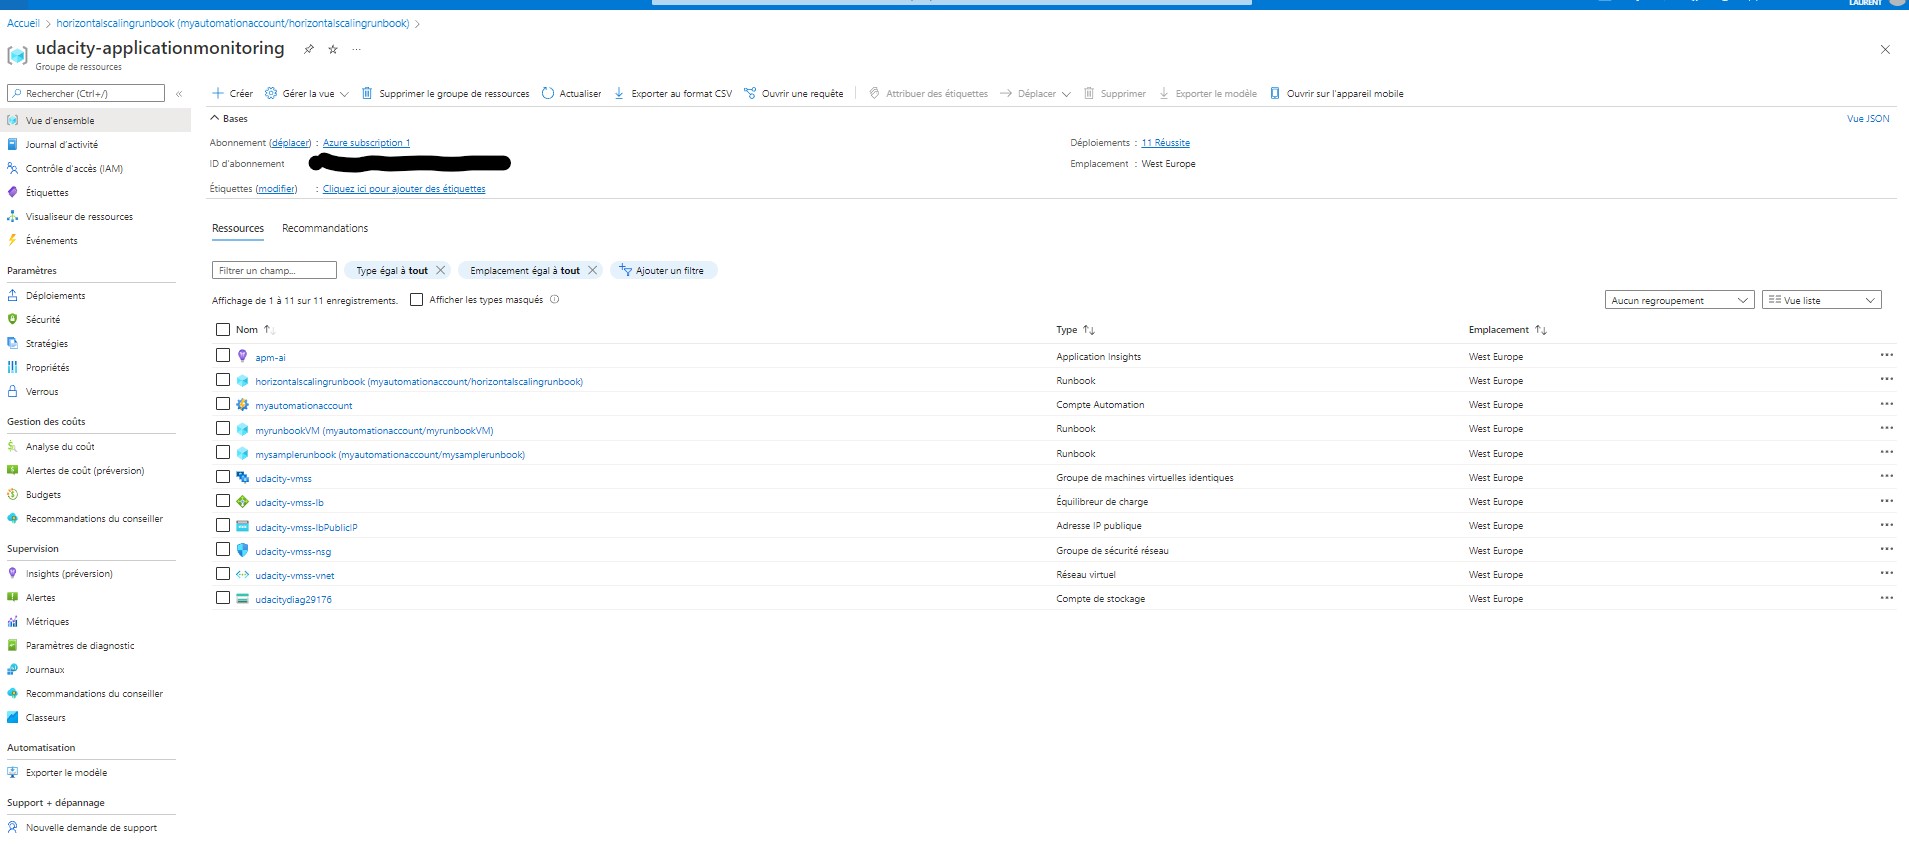 LAURENT
Accueil > horizontalscalingrunbook (myautomationaccount/horizontalscalingrunbook) >
udacity-applicationmonitoring
Groupe de ressources
Rechercher (Ctrl+/)
Créer Gérer la vue Supprimer le groupe de ressources Actualiser Exporter au format CSV Ouvrir une requête Attribuer des étiquettes Déplacer Supprimer Exporter le modèle Ouvrir sur l'appareil mobile
Vue d'ensemble
Journal d'activité
Contrôle d'accès (IAM)
Étiquettes
Visualiseur de ressources
Événements
Paramètres
Déploiements
Sécurité
Stratégies
Propriétés
Verrous
Gestion des coûts
Analyse du coût
Alertes de coût (préversion)
Budgets
Recommandations du conseiller
Supervision
Insights (préversion)
Alertes
Métriques
Paramètres de diagnostic
Journaux
Recommandations du conseiller
Classeurs
Automatisation
Exporter le modèle
Support + dépannage
Nouvelle demande de support
Bases
Vue JSON
Abonnement (déplacer) : Azure subscription 1
Déploiements : 11 Réussite
ID d'abonnement
Emplacement : West Europe
Étiquettes (modifier) : Cliquez ici pour ajouter des étiquettes
Ressources Recommandations
Filtrer un champ... Type égal à tout Emplacement égal à tout Ajouter un filtre
Affichage de 1 à 11 sur 11 enregistrements. Afficher les types masqués
Aucun regroupement Vue liste
Nom Type Emplacement
apm-ai Application Insights West Europe
horizontalscalingrunbook (myautomationaccount/horizontalscalingrunbook) Runbook West Europe
myautomationaccount Compte Automation West Europe
myrunbookVM (myautomationaccount/myrunbookVM) Runbook West Europe
mysamplerunbook (myautomationaccount/mysamplerunbook) Runbook West Europe
udacity-vmss Groupe de machines virtuelles identiques West Europe
udacity-vmss-lb Équilibreur de charge West Europe
udacity-vmss-lbPublicIP Adresse IP publique West Europe
udacity-vmss-nsg Groupe de sécurité réseau West Europe
udacity-vmss-vnet Réseau virtuel West Europe
udacitydiag29176 Compte de stockage West Europe